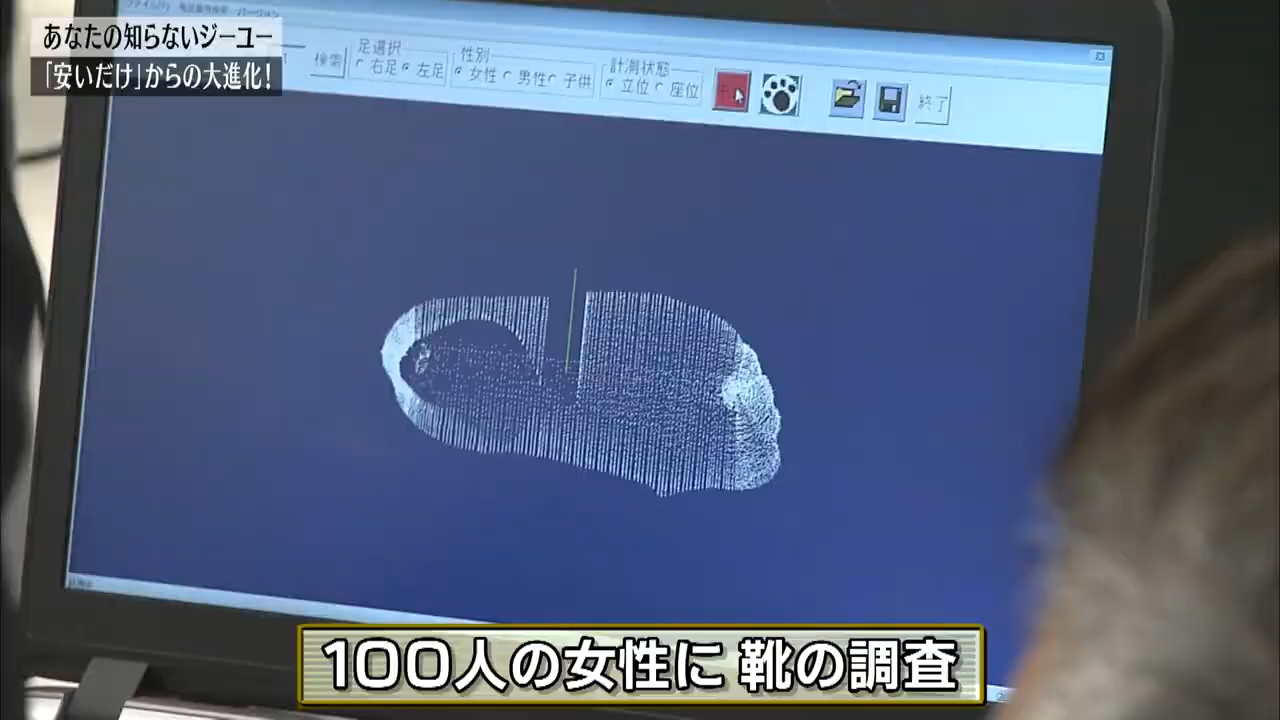 あなたの知らないジーユー
「安いだけ」からの大進化！
検索
足選択
右足 左足
性別
女性 男性 子供
計測状態
立位 座位
終了
100人の女性に 靴の調査